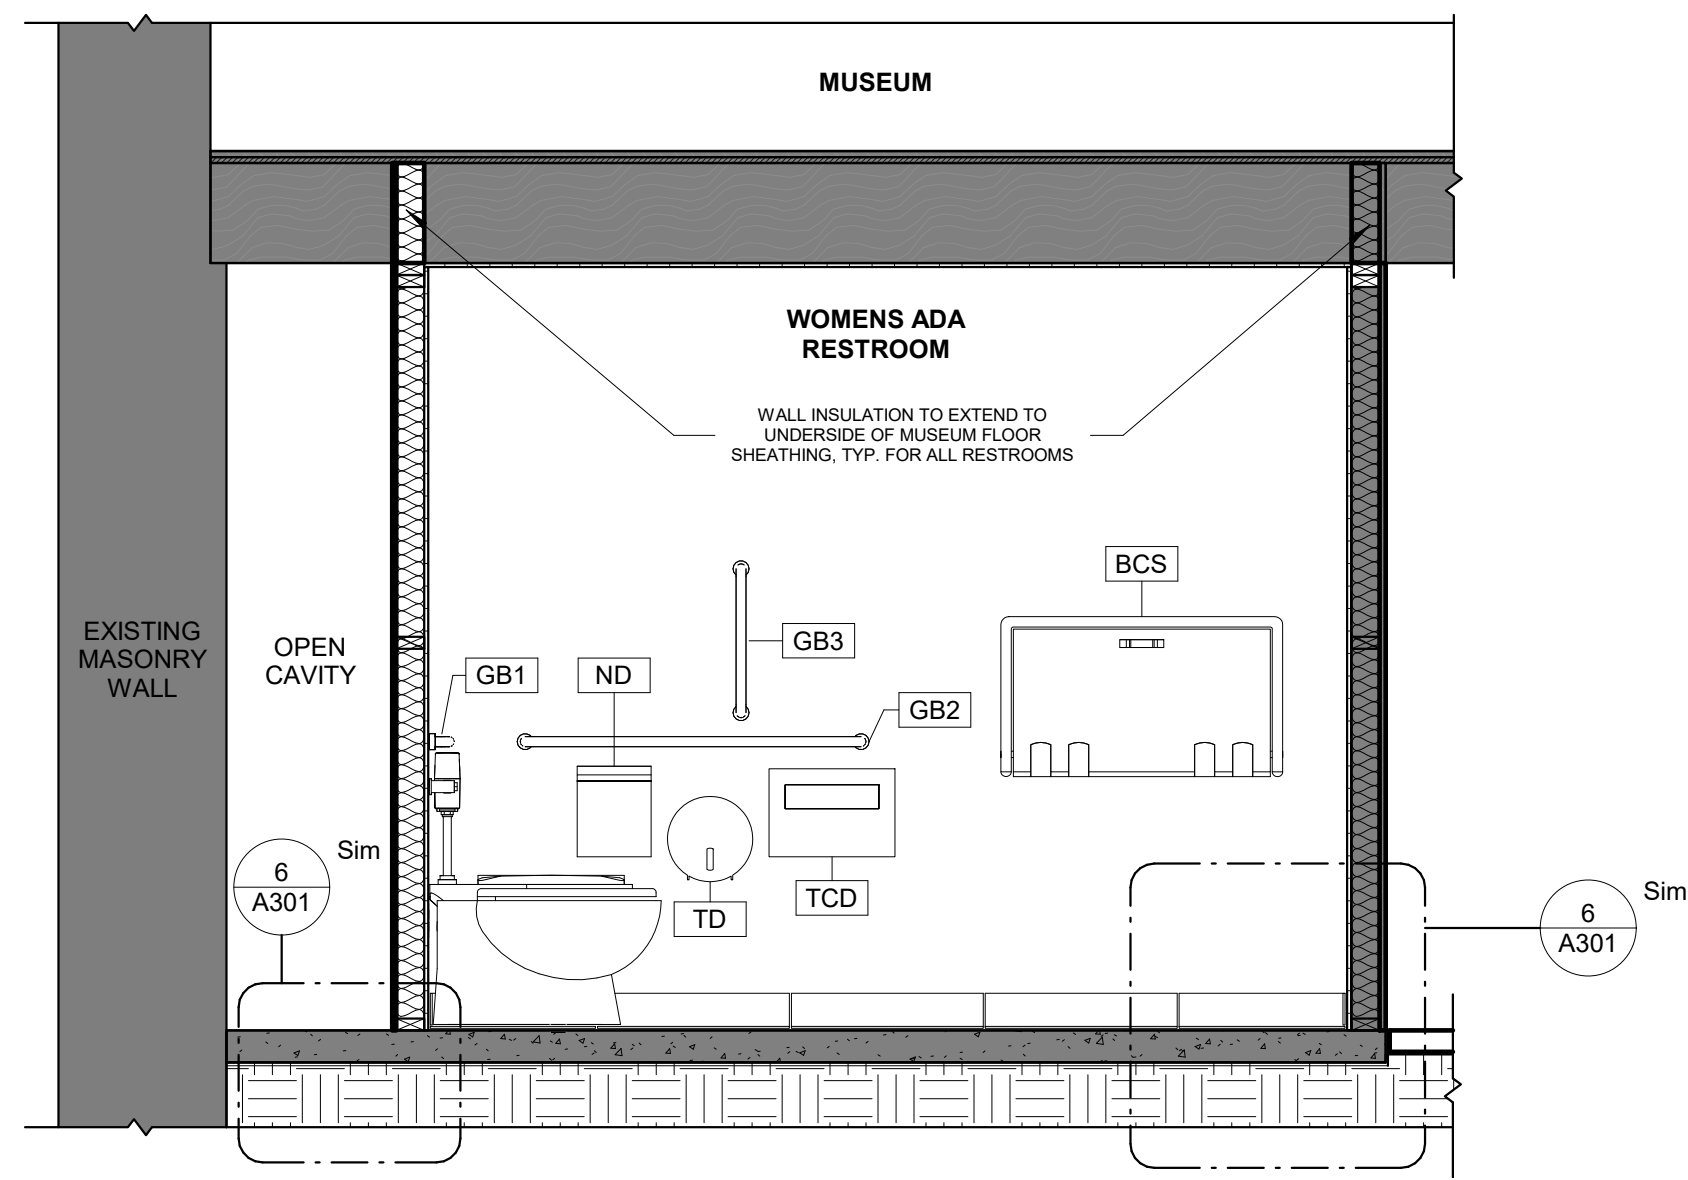 MUSEUM
WOMENS ADA
RESTROOM
WALL INSULATION TO EXTEND TO
UNDERSIDE OF MUSEUM FLOOR
SHEATHING, TYP. FOR ALL RESTROOMS
BCS
EXISTING
MASONRY
WALL
OPEN
CAVITY
GB3
GB1
ND
GB2
Sim
6
A301
TCD
TD
Sim
6
A301